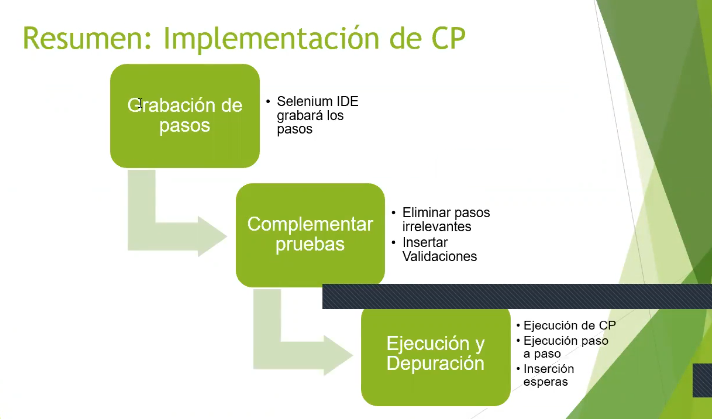 Resumen: Implementación de CP
Grabación de
pasos
• Selenium IDE
grabará los
pasos
Complementar
pruebas
• Eliminar pasos
irrelevantes
• Insertar
Validaciones
Ejecución y
Depuración
• Ejecución de CP
• Ejecución paso
a paso
• Inserción
esperas